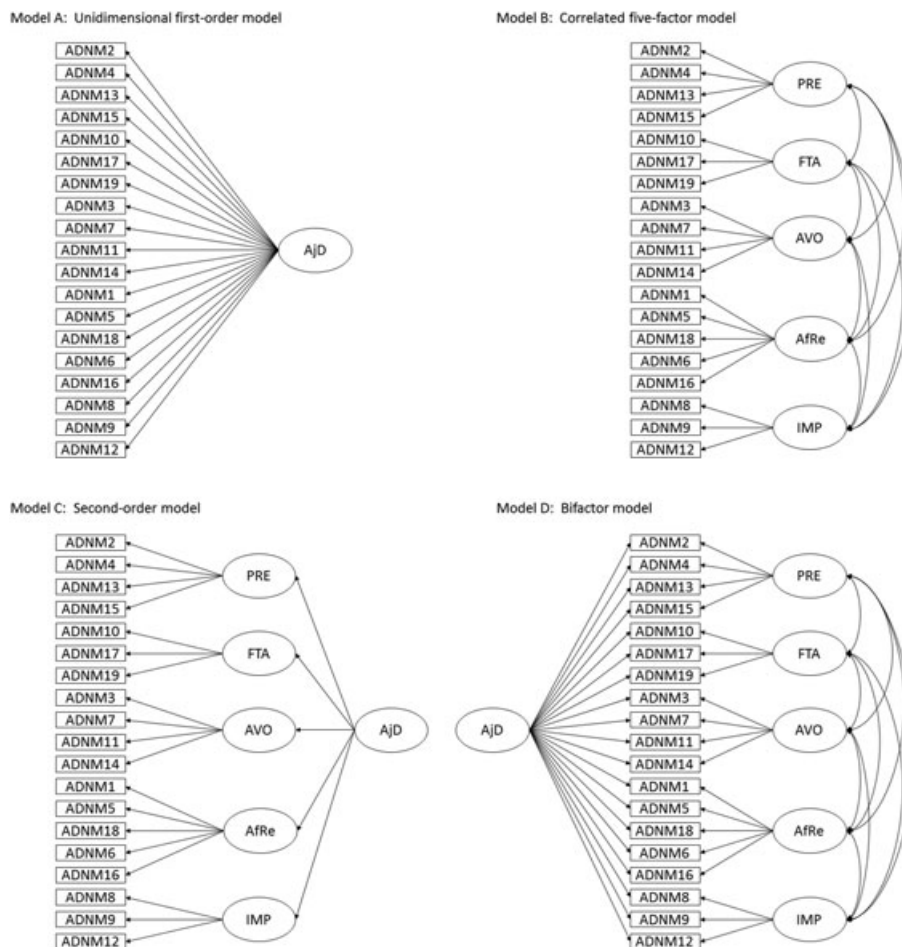 Model A: Unidimensional first-order model
ADNM2
ADNM4
ADNM13
ADNM15
ADNM10
ADNM17
ADNM19
ADNM3
ADNM7
ADNM11
ADNM14
ADNM1
ADNM5
ADNM18
ADNM6
ADNM16
ADNM8
ADNM9
ADNM12
AjD
Model B: Correlated five-factor model
ADNM2
ADNM4
ADNM13
ADNM15
ADNM10
ADNM17
ADNM19
ADNM3
ADNM7
ADNM11
ADNM14
ADNM1
ADNM5
ADNM18
ADNM6
ADNM16
ADNM8
ADNM9
ADNM12
PRE
FTA
AVO
AfRe
IMP
Model C: Second-order model
ADNM2
ADNM4
ADNM13
ADNM15
ADNM10
ADNM17
ADNM19
ADNM3
ADNM7
ADNM11
ADNM14
ADNM1
ADNM5
ADNM18
ADNM6
ADNM16
ADNM8
ADNM9
ADNM12
PRE
FTA
AVO
AfRe
IMP
AjD
Model D: Bifactor model
AjD
ADNM2
ADNM4
ADNM13
ADNM15
ADNM10
ADNM17
ADNM19
ADNM3
ADNM7
ADNM11
ADNM14
ADNM1
ADNM5
ADNM18
ADNM6
ADNM16
ADNM8
ADNM9
ADNM12
PRE
FTA
AVO
AfRe
IMP